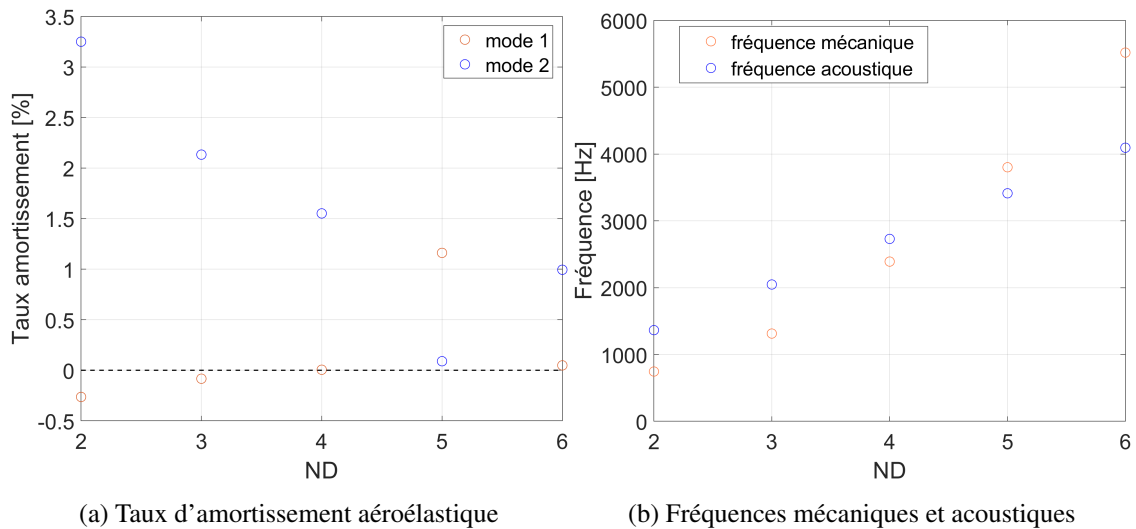 3.5
3
2.5
2
1.5
1
0.5
0
-0.5
2 3 4 5 6
Taux amortissement [%]
ND
mode 1
mode 2
(a) Taux d'amortissement aéroélastique
6000
5000
4000
3000
2000
1000
0
2 3 4 5 6
Fréquence [Hz]
ND
fréquence mécanique
fréquence acoustique
(b) Fréquences mécaniques et acoustiques